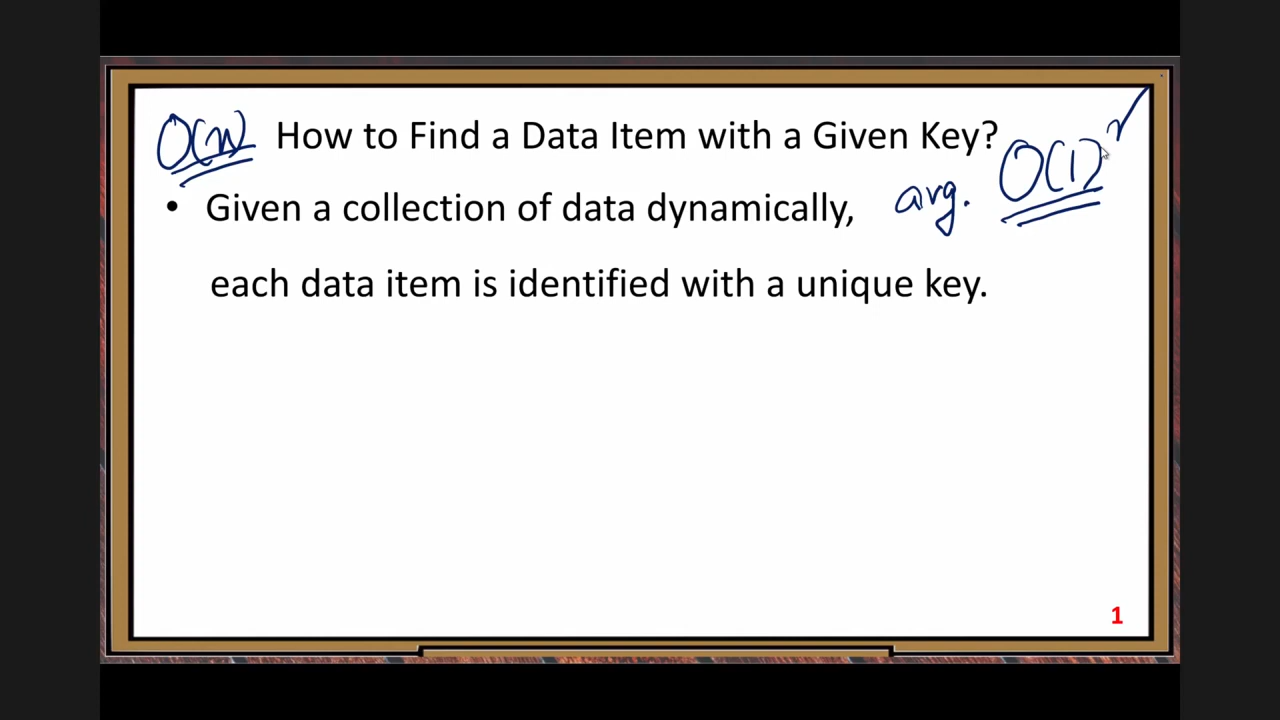 O(n) How to Find a Data Item with a Given Key? O(1)
• Given a collection of data dynamically, avg.
each data item is identified with a unique key.
1